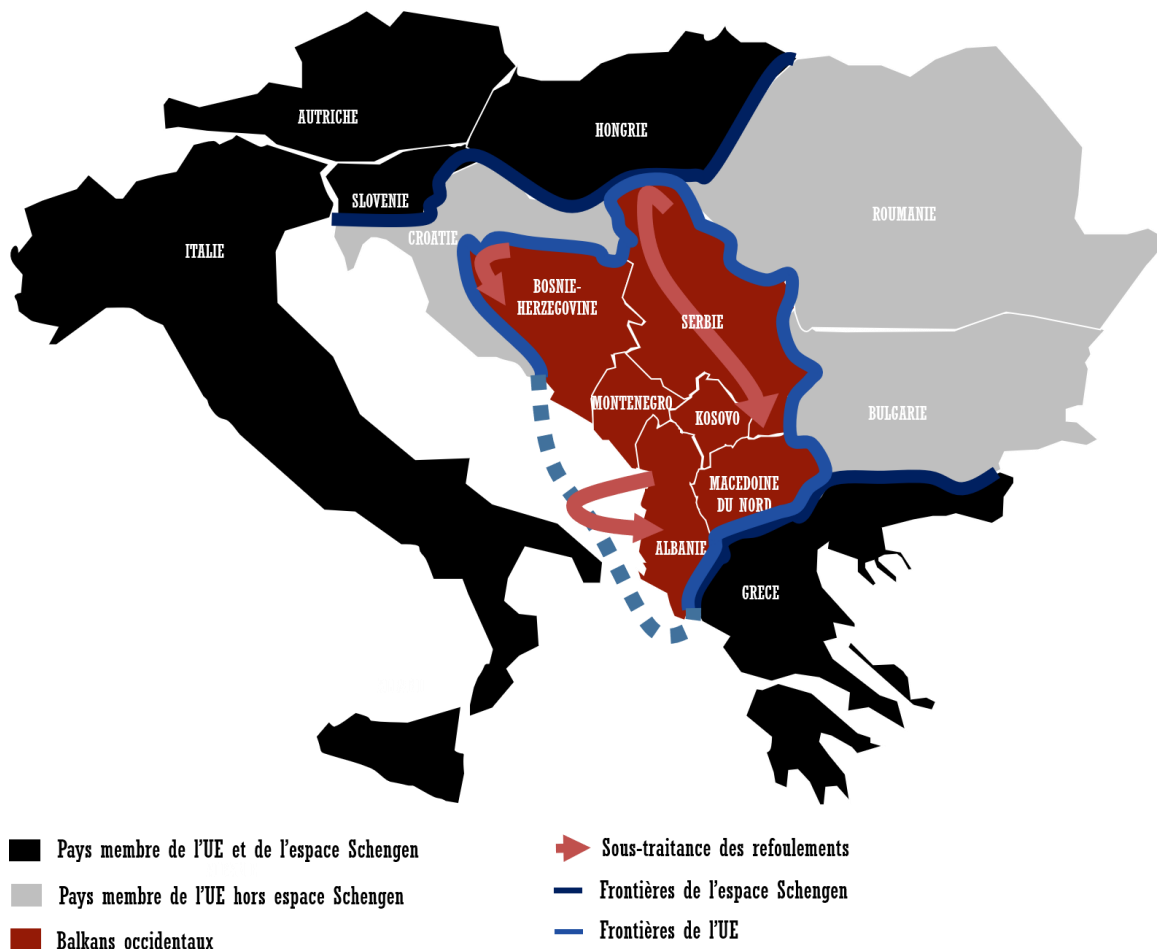 AUTRICHE
HONGRIE
SLOVENIE
ROUMANIE
CROATIE
ITALIE
BOSNIE-
HERZEGOVINE
SERBIE
MONTENEGRO
KOSOVO
BULGARIE
MACEDOINE
DU NORD
ALBANIE
GRECE
Pays membre de l'UE et de l'espace Schengen
Pays membre de l'UE hors espace Schengen
Balkans occidentaux
Sous-traitance des refoulements
Frontières de l'espace Schengen
Frontières de l'UE